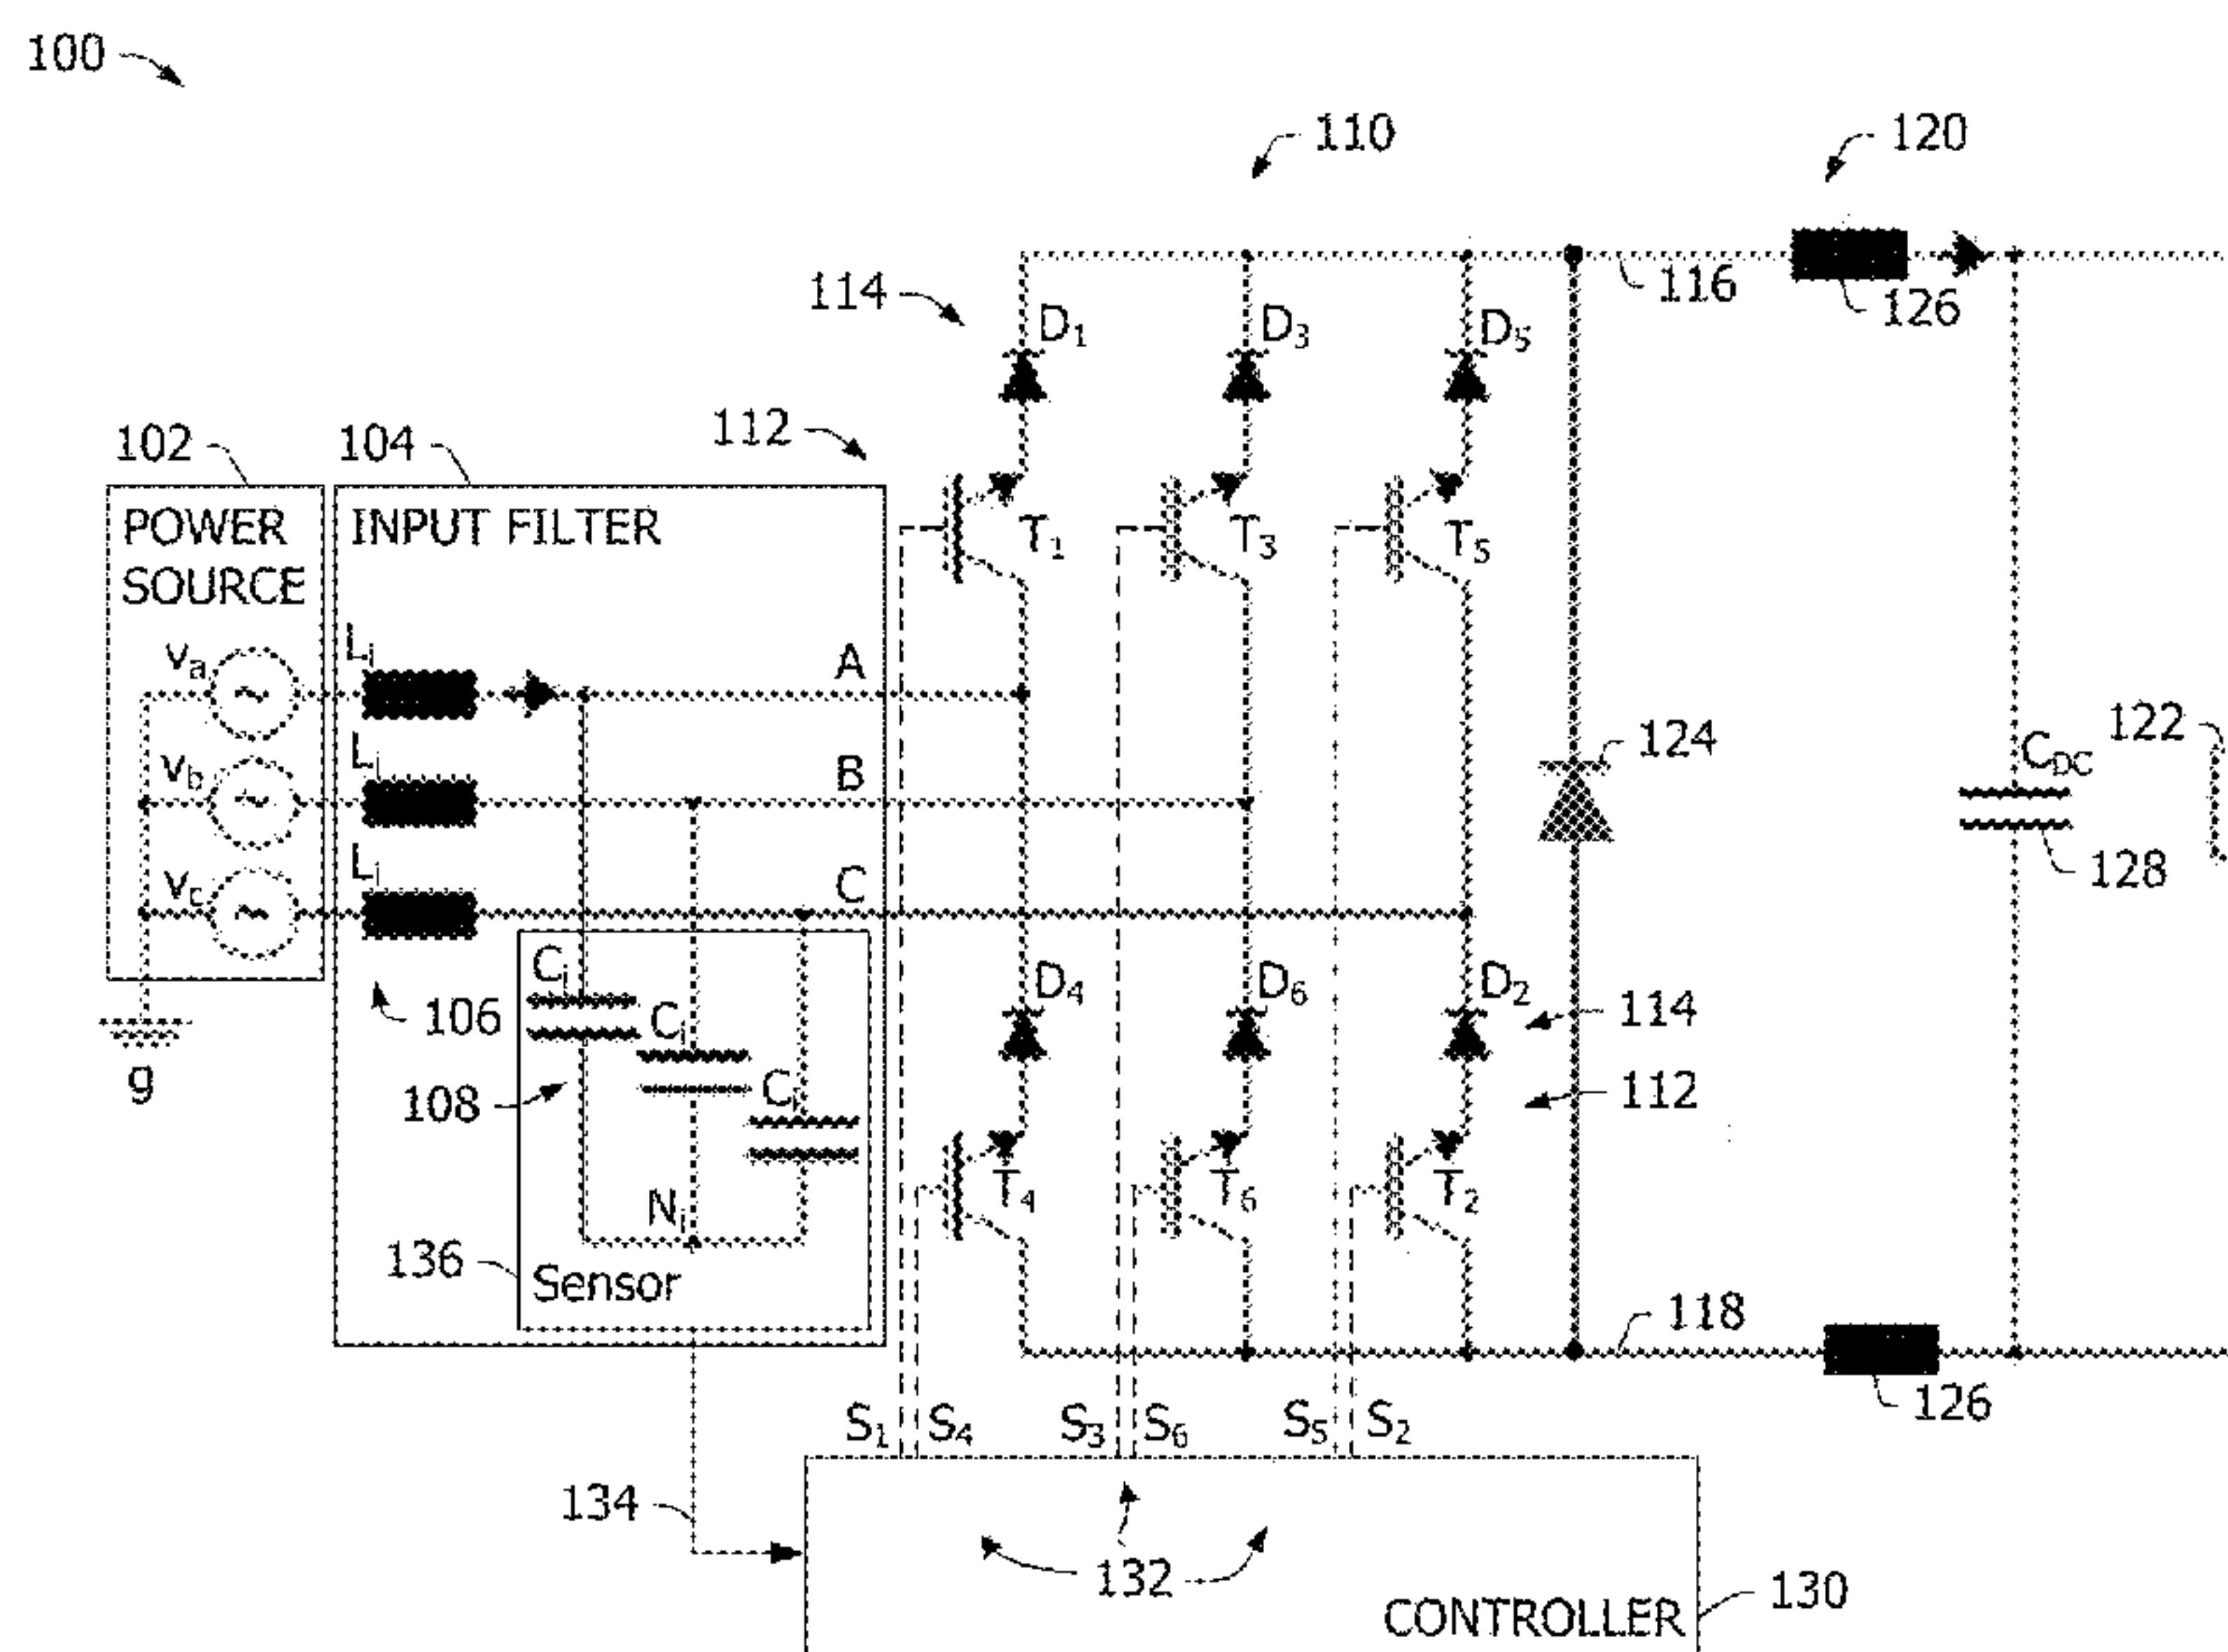 100
110
120
114
D1
D3
D5
116
126
112
102
104
POWER
SOURCE
INPUT FILTER
T1
T3
T5
va
Li
A
vb
Li
B
124
122
CDC
vc
Li
C
128
Ci
D4
D6
D2
106
Ci
114
g
108
Ci
112
T4
T6
T2
Ni
136
Sensor
118
126
S1
S4
S3
S6
S5
S2
134
132
130
CONTROLLER